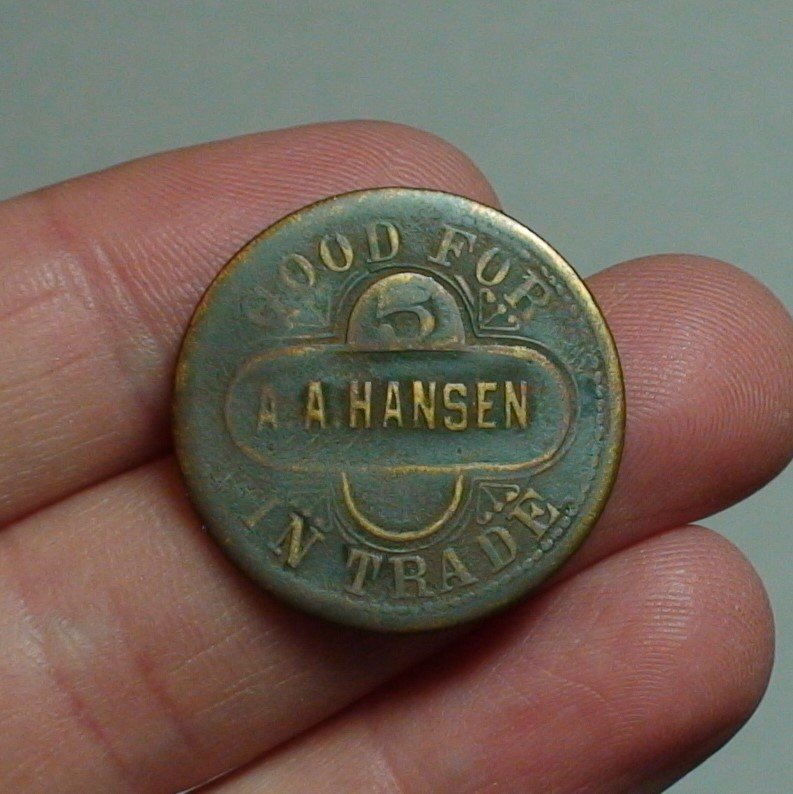 GOOD FOR
5
A. A. HANSEN
IN TRADE